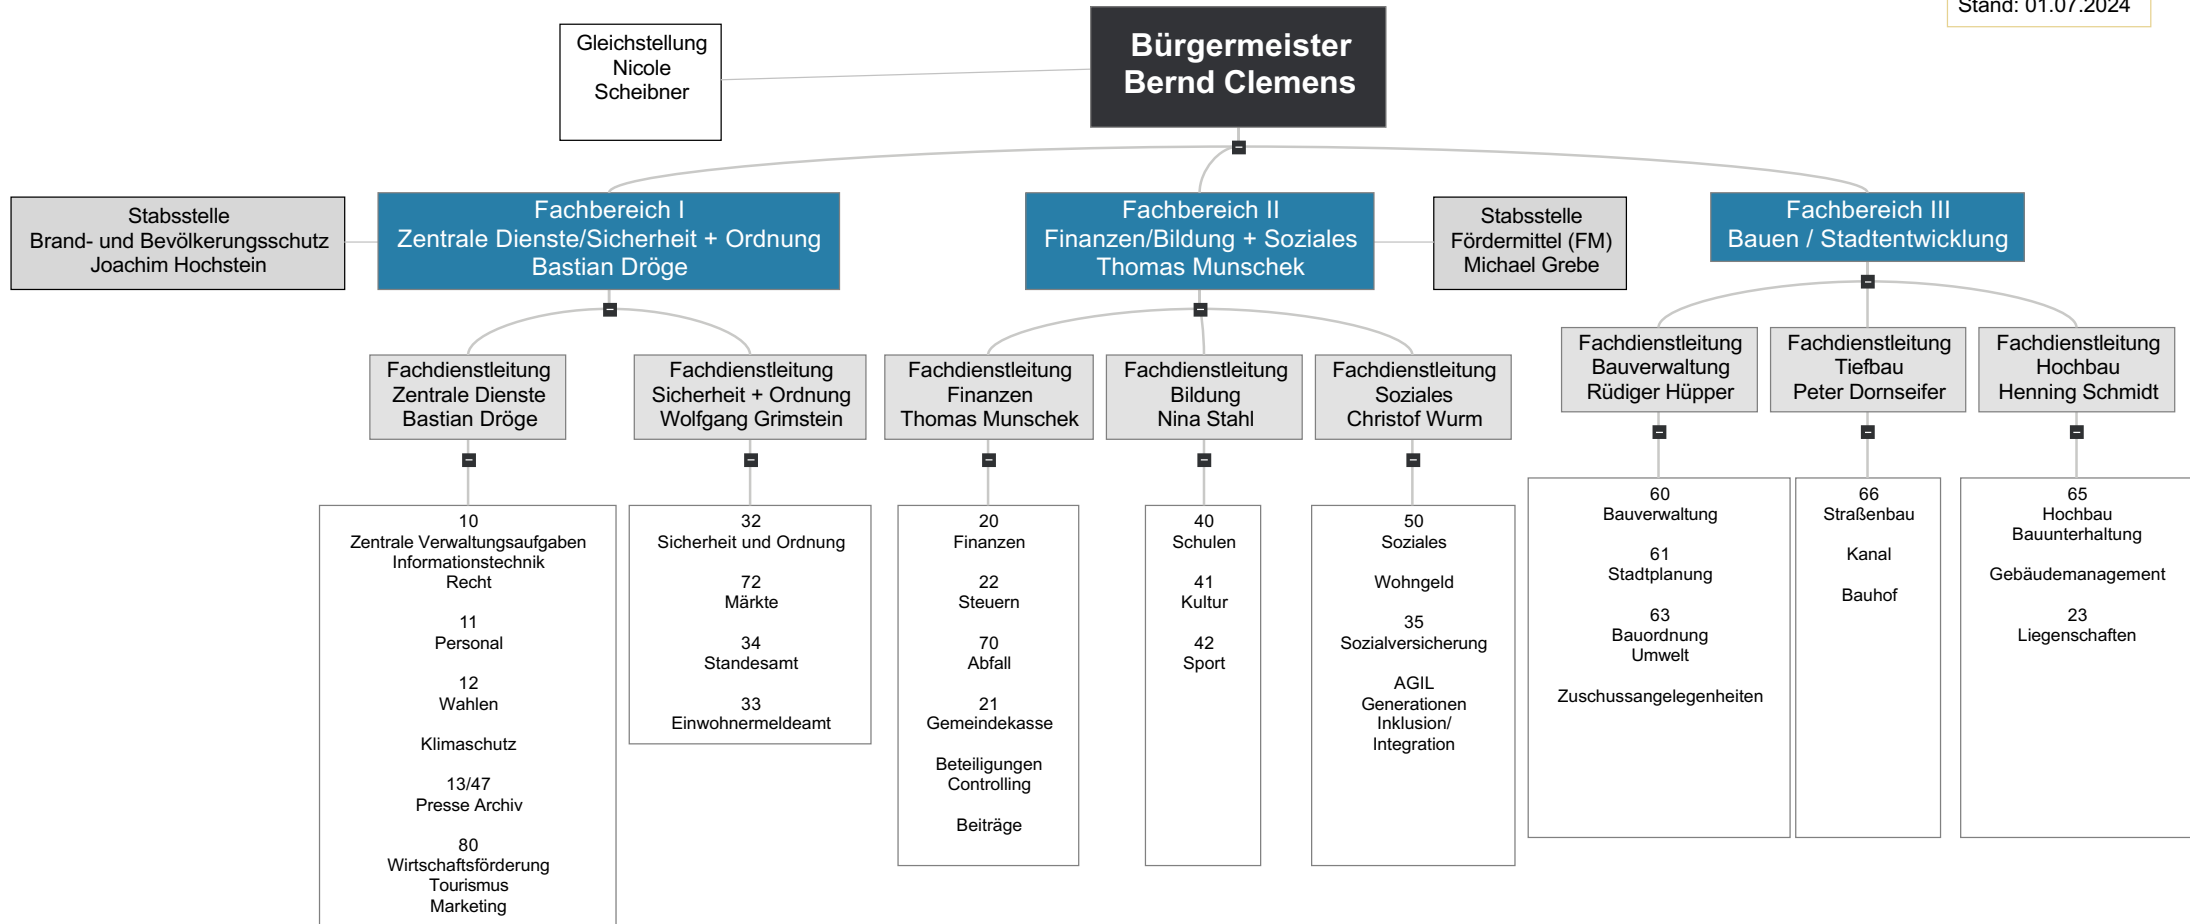 Stand: 01.07.2024
Gleichstellung
Nicole
Scheibner
Bürgermeister
Bernd Clemens
Stabsstelle
Brand- und Bevölkerungsschutz
Joachim Hochstein
Fachbereich I
Zentrale Dienste/Sicherheit + Ordnung
Bastian Dröge
Fachbereich II
Finanzen/Bildung + Soziales
Thomas Munschek
Stabsstelle
Fördermittel (FM)
Michael Grebe
Fachbereich III
Bauen / Stadtentwicklung
Fachdienstleitung
Zentrale Dienste
Bastian Dröge
Fachdienstleitung
Sicherheit + Ordnung
Wolfgang Grimstein
Fachdienstleitung
Finanzen
Thomas Munschek
Fachdienstleitung
Bildung
Nina Stahl
Fachdienstleitung
Soziales
Christof Wurm
Fachdienstleitung
Bauverwaltung
Rüdiger Hüpper
Fachdienstleitung
Tiefbau
Peter Dornseifer
Fachdienstleitung
Hochbau
Henning Schmidt
10
Zentrale Verwaltungsaufgaben
Informationstechnik
Recht
11
Personal
12
Wahlen
Klimaschutz
13/47
Presse Archiv
80
Wirtschaftsförderung
Tourismus
Marketing
32
Sicherheit und Ordnung
72
Märkte
34
Standesamt
33
Einwohnermeldeamt
20
Finanzen
22
Steuern
70
Abfall
21
Gemeindekasse
Beteiligungen
Controlling
Beiträge
40
Schulen
41
Kultur
42
Sport
50
Soziales
Wohngeld
35
Sozialversicherung
AGIL
Generationen
Inklusion/
Integration
60
Bauverwaltung
61
Stadtplanung
63
Bauordnung
Umwelt
Zuschussangelegenheiten
66
Straßenbau
Kanal
Bauhof
65
Hochbau
Bauunterhaltung
Gebäudemanagement
23
Liegenschaften